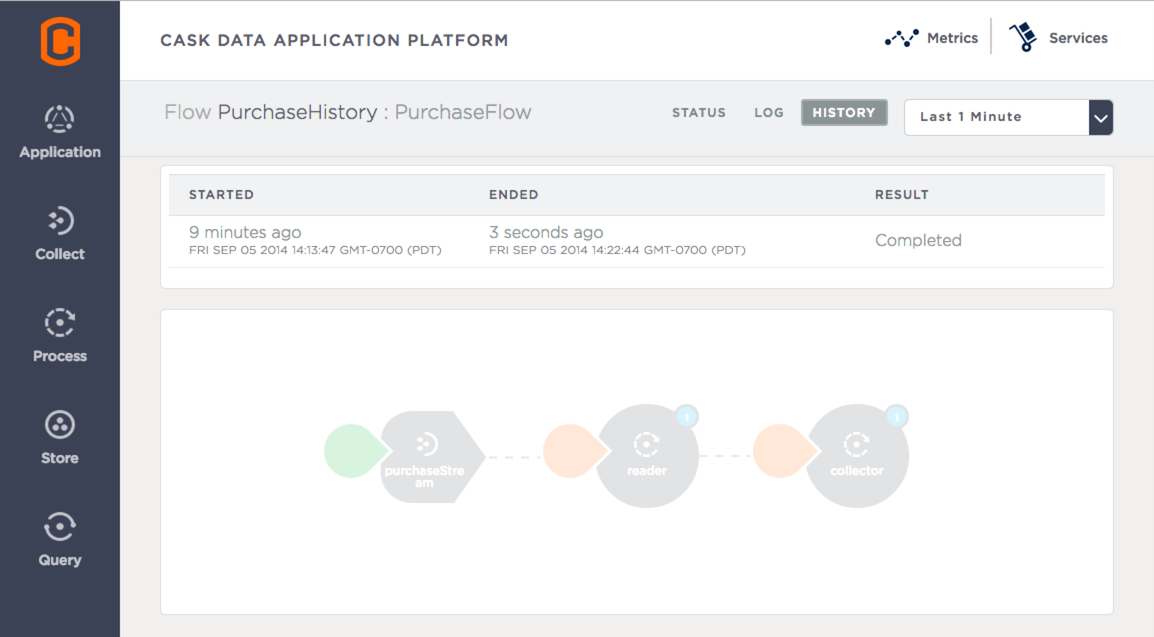 CASK DATA APPLICATION PLATFORM
Metrics
Services
Flow PurchaseHistory : PurchaseFlow
STATUS
LOG
HISTORY
Last 1 Minute
Application
Collect
Process
Store
Query
STARTED
ENDED
RESULT
9 minutes ago
FRI SEP 05 2014 14:13:47 GMT-0700 (PDT)
3 seconds ago
FRI SEP 05 2014 14:22:44 GMT-0700 (PDT)
Completed
purchaseStre
am
1
reader
1
collector